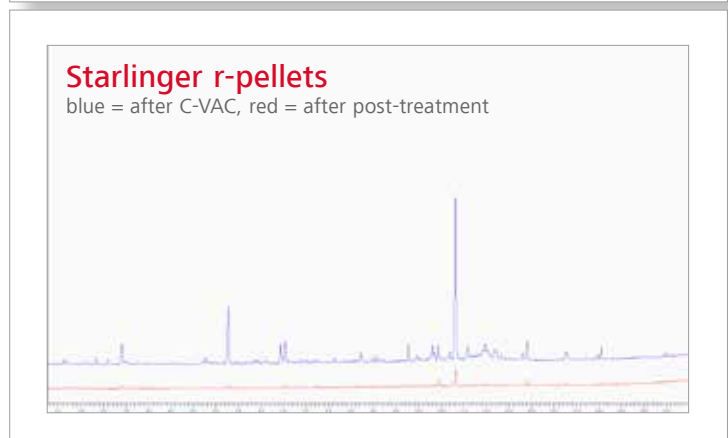 Starlinger r-pellets
blue = after C-VAC, red = after post-treatment